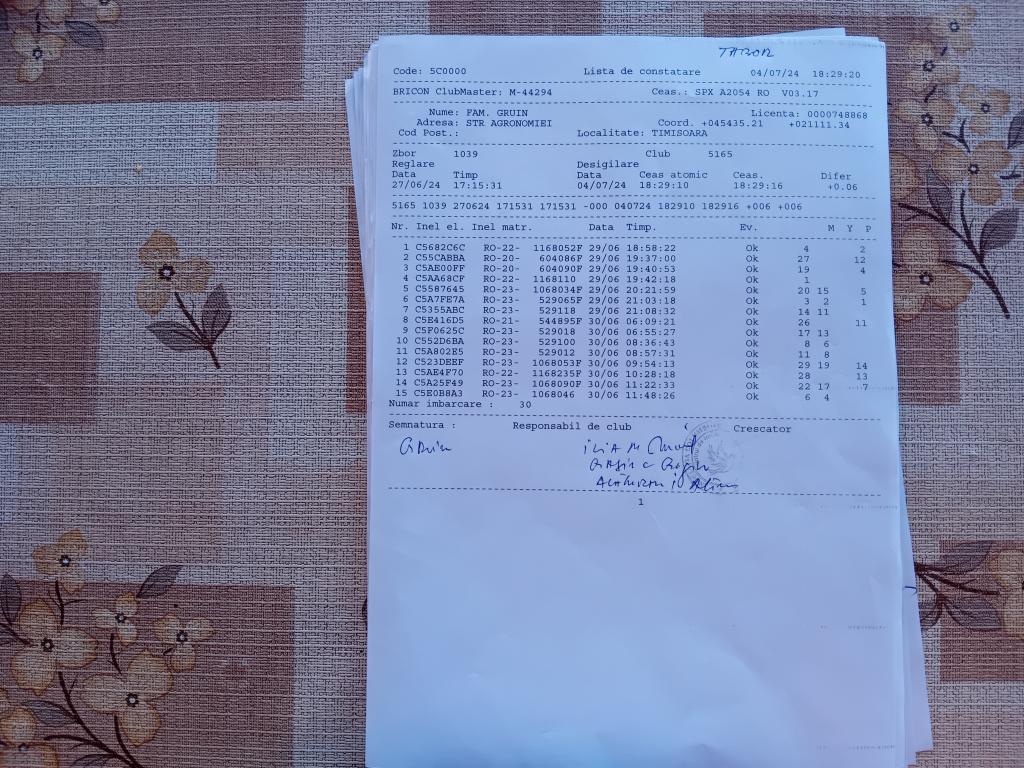 TABOR
Code: 5C0000 Lista de constatare 04/07/24 18:29:20
BRICON ClubMaster: M-44294 Ceas.: SPX A2054 RO V03.17
Nume: FAM. GRUIN Licenta: 0000748868
Adresa: STR AGRONOMIEI Coord. +045435.21 +021111.34
Cod Post.: Localitate: TIMISOARA
Zbor 1039 Club 5165
Reglare Desigilare
Data Timp Data Ceas atomic Ceas. Difer
27/06/24 17:15:31 04/07/24 18:29:10 18:29:16 +0.06
5165 1039 270624 171531 171531 -000 040724 182910 182916 +006 +006
Nr. Inel el. Inel matr. Data Timp. Ev. M Y P
1 C5682C6C RO-22- 1168052F 29/06 18:58:22 Ok 4 2
2 C55CABBA RO-20- 604086F 29/06 19:37:00 Ok 27 12
3 C5AE00FF RO-20- 604090F 29/06 19:40:53 Ok 19 4
4 C5AA68CF RO-22- 1168110 29/06 19:42:18 Ok 1
5 C5587645 RO-23- 1068034F 29/06 20:21:59 Ok 20 15 5
6 C5A7FE7A RO-23- 529065F 29/06 21:03:18 Ok 3 2 1
7 C5355ABC RO-23- 529118 29/06 21:08:32 Ok 14 11
8 C5E416D5 RO-21- 544895F 30/06 06:09:21 Ok 26 11
9 C5F0625C RO-23- 529018 30/06 06:55:27 Ok 17 13
10 C552D6BA RO-23- 529100 30/06 08:36:43 Ok 8 6
11 C5A802E5 RO-23- 529012 30/06 08:57:31 Ok 11 8
12 C523DEEF RO-23- 1068053F 30/06 09:54:13 Ok 29 19 14
13 C5AE4F70 RO-22- 1168235F 30/06 10:28:18 Ok 28 13
14 C5A25F49 RO-23- 1068090F 30/06 11:22:33 Ok 22 17 7
15 C5E0B8A3 RO-23- 1068046 30/06 11:48:26 Ok 6 4
Numar imbarcare : 30
Semnatura : Responsabil de club Crescator
1